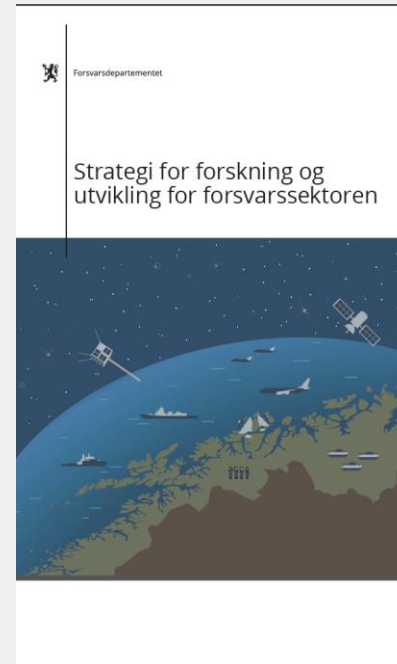 Forsvarsdepartementet
Strategi for forskning og
utvikling for forsvarssektoren